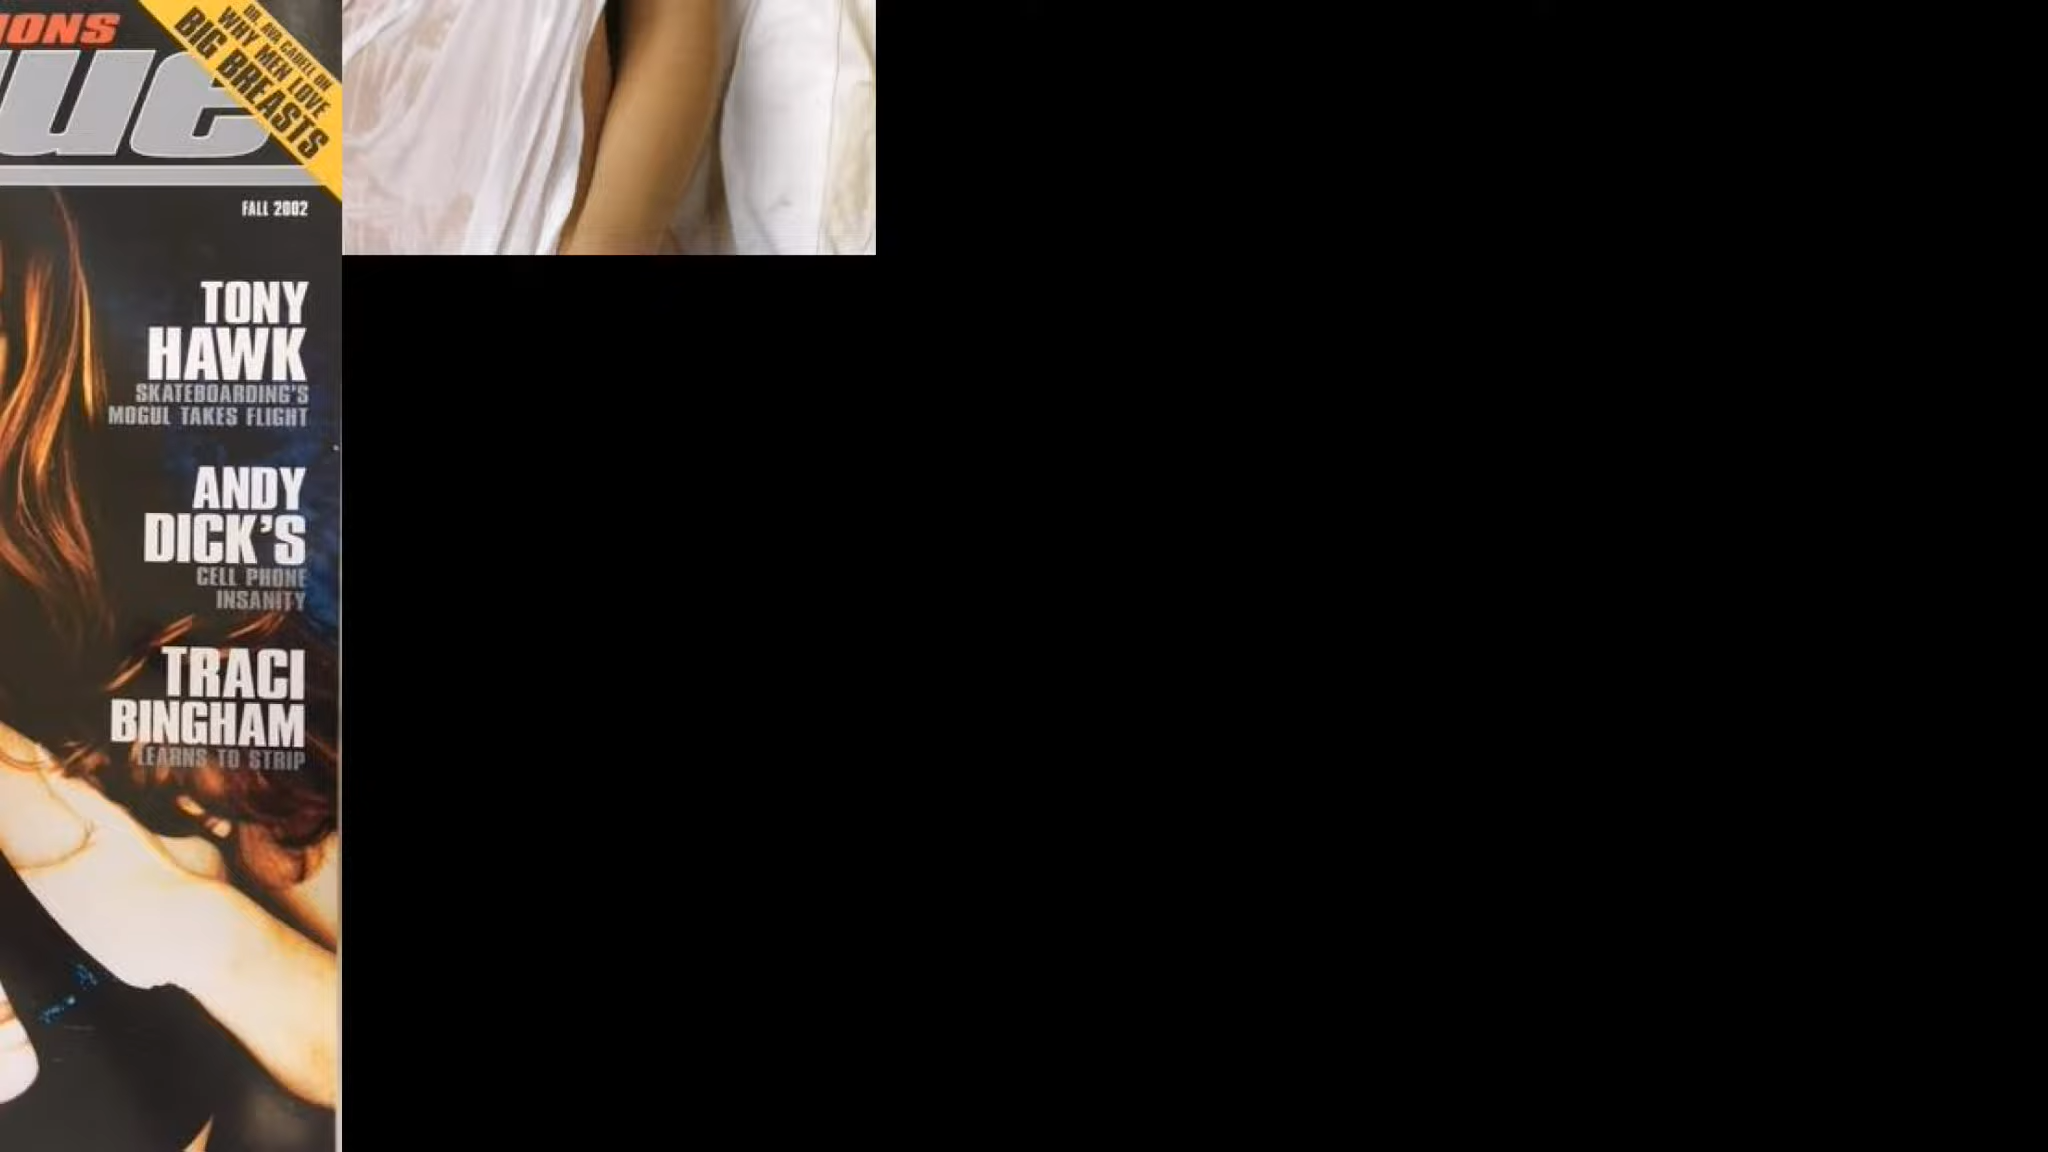 IONS
ue
DR. AVA CADELL ON
WHY MEN LOVE
BIG BREASTS
FALL 2002
TONY
HAWK
SKATEBOARDING'S
MOGUL TAKES FLIGHT
ANDY
DICK'S
CELL PHONE
INSANITY
TRACI
BINGHAM
LEARNS TO STRIP